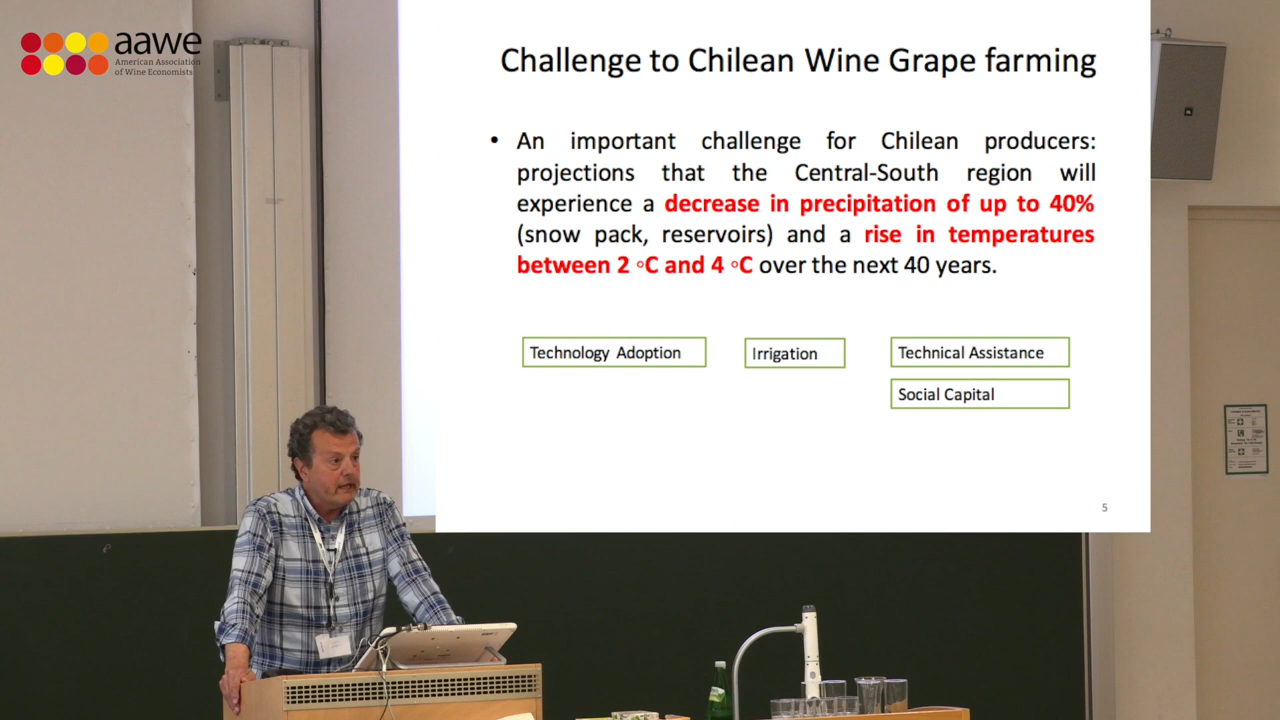 aawe
American Association
of Wine Economists
Challenge to Chilean Wine Grape farming
• An important challenge for Chilean producers:
projections that the Central-South region will
experience a decrease in precipitation of up to 40%
(snow pack, reservoirs) and a rise in temperatures
between 2 ◦C and 4 ◦C over the next 40 years.
Technology Adoption
Irrigation
Technical Assistance
Social Capital
5